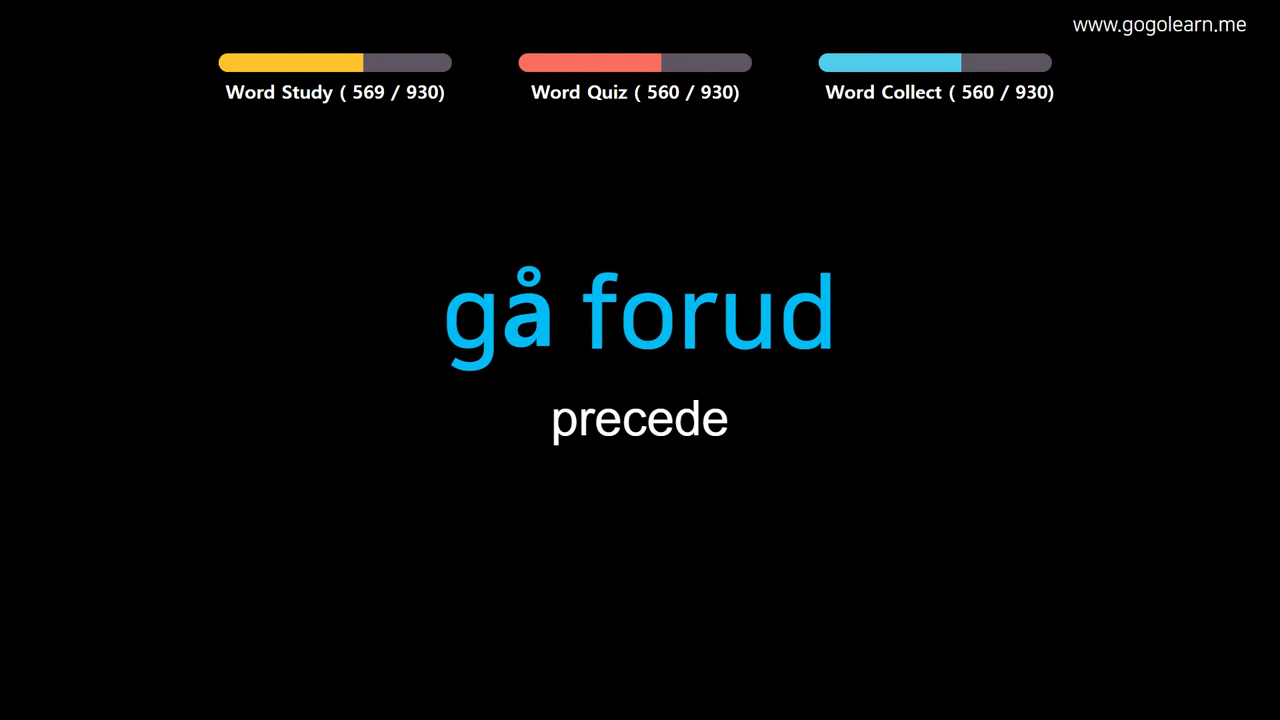 www.gogolearn.me
Word Study ( 569 / 930)
Word Quiz ( 560 / 930)
Word Collect ( 560 / 930)
gå forud
precede